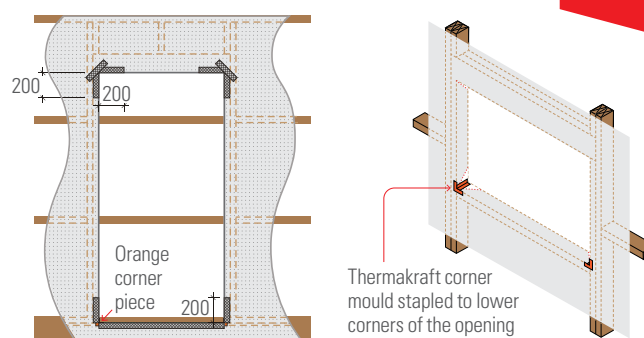 200
200
Orange
corner
piece
200
Thermakraft corner
mould stapled to lower
corners of the opening